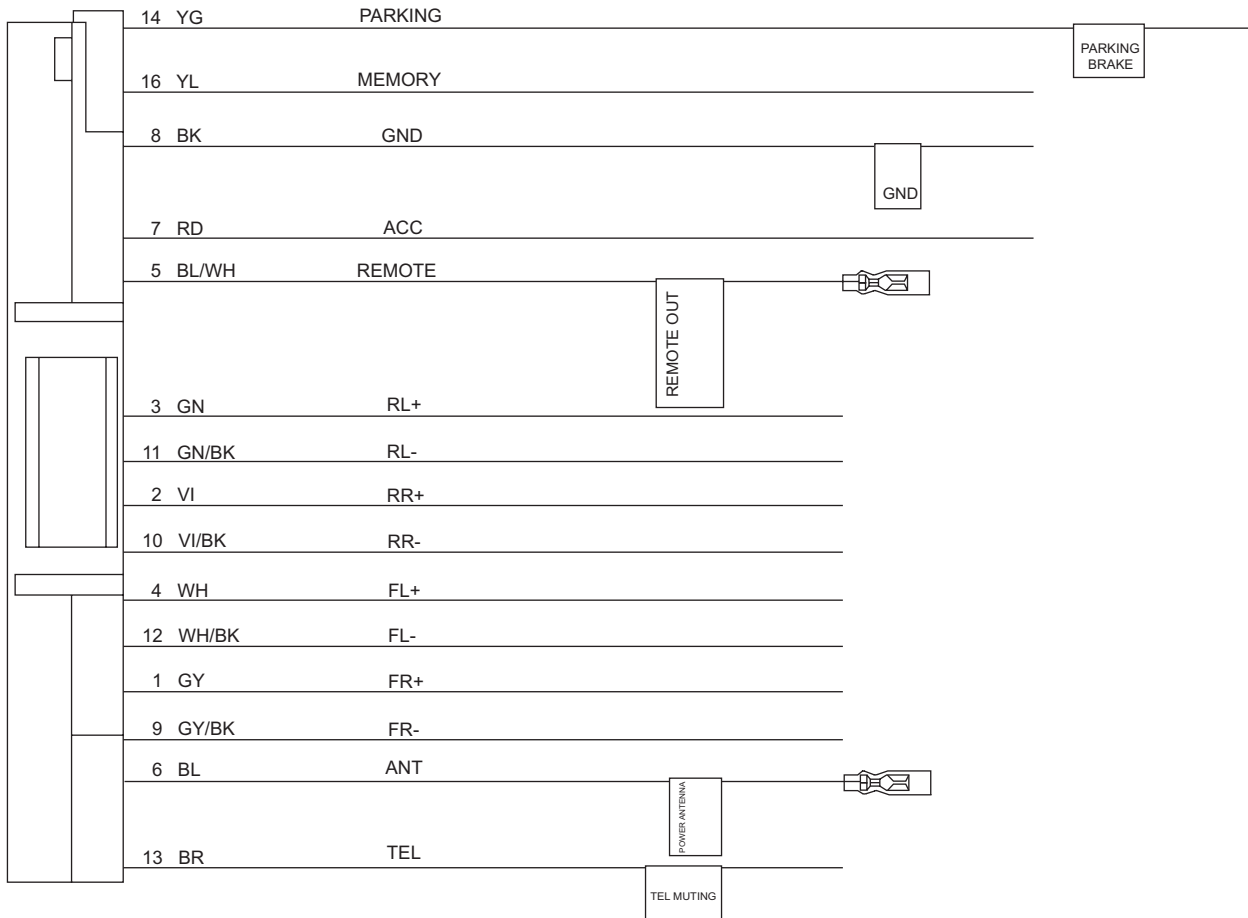 14 YG PARKING
PARKING
BRAKE
16 YL MEMORY
8 BK GND
GND
7 RD ACC
5 BL/WH REMOTE
REMOTE OUT
3 GN RL+
11 GN/BK RL-
2 VI RR+
10 VI/BK RR-
4 WH FL+
12 WH/BK FL-
1 GY FR+
9 GY/BK FR-
6 BL ANT
POWER ANTENNA
13 BR TEL
TEL MUTING